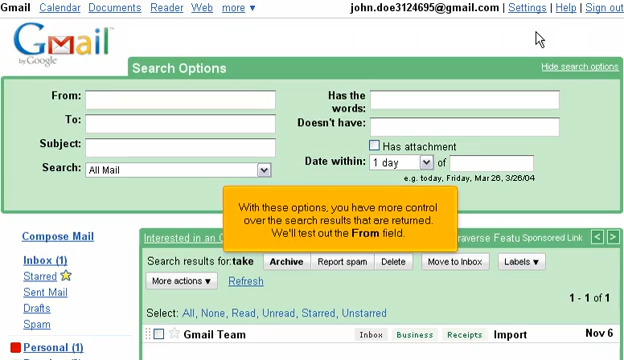 Gmail Calendar Documents Reader Web more ▼ john.doe3124695@gmail.com | Settings | Help | Sign out
Gmail™
by Google
Search Options
Hide search options
From:
To:
Subject:
Search: All Mail
Has the words:
Doesn't have:
Has attachment
Date within: 1 day of
e.g. today, Friday, Mar 26, 3/26/04
With these options, you have more control
over the search results that are returned.
We'll test out the From field.
Compose Mail
Inbox (1)
Starred
Sent Mail
Drafts
Spam
Personal (1)
Interested in an
Sponsored Link < >
Search results for: take Archive Report spam Delete Move to Inbox Labels ▼
More actions ▼ Refresh
1 - 1 of 1
Select: All, None, Read, Unread, Starred, Unstarred
Gmail Team Inbox Business Receipts Import Nov 6